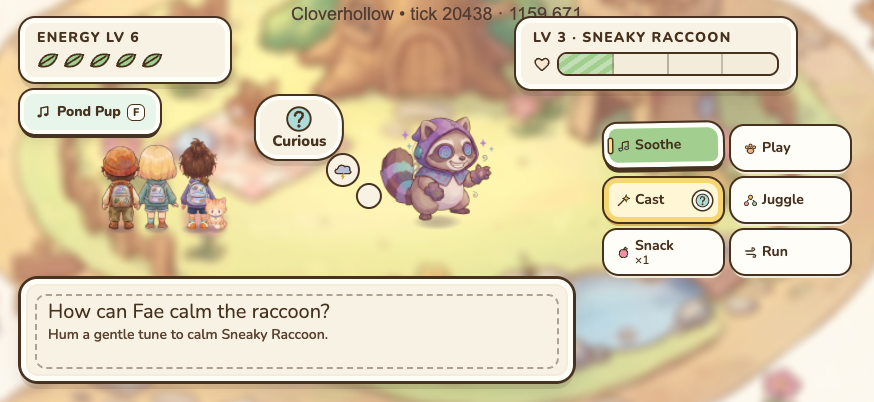 Cloverhollow • tick 20438 · 1159,671
ENERGY LV 6
LV 3 · SNEAKY RACCOON
Pond Pup F
?
Curious
Soothe
Play
Cast ?
Juggle
Snack
×1
Run
How can Fae calm the raccoon?
Hum a gentle tune to calm Sneaky Raccoon.